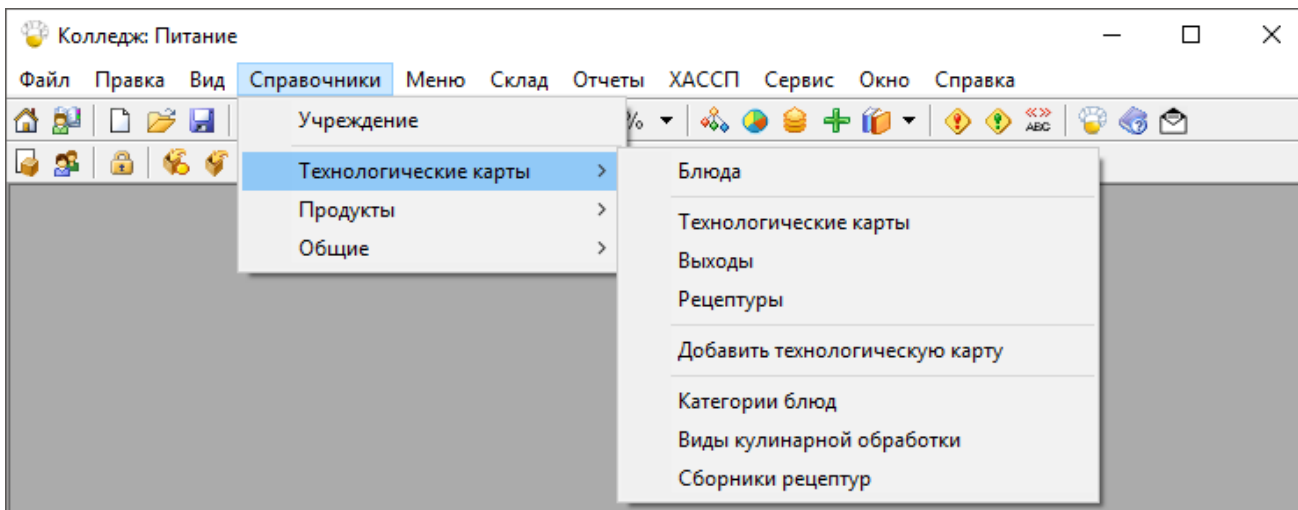 Колледж: Питание
Файл Правка Вид Справочники Меню Склад Отчеты ХАССП Сервис Окно Справка
Учреждение
%
ABC
Технологические карты
Блюда
Продукты
Технологические карты
Общие
Выходы
Рецептуры
Добавить технологическую карту
Категории блюд
Виды кулинарной обработки
Сборники рецептур